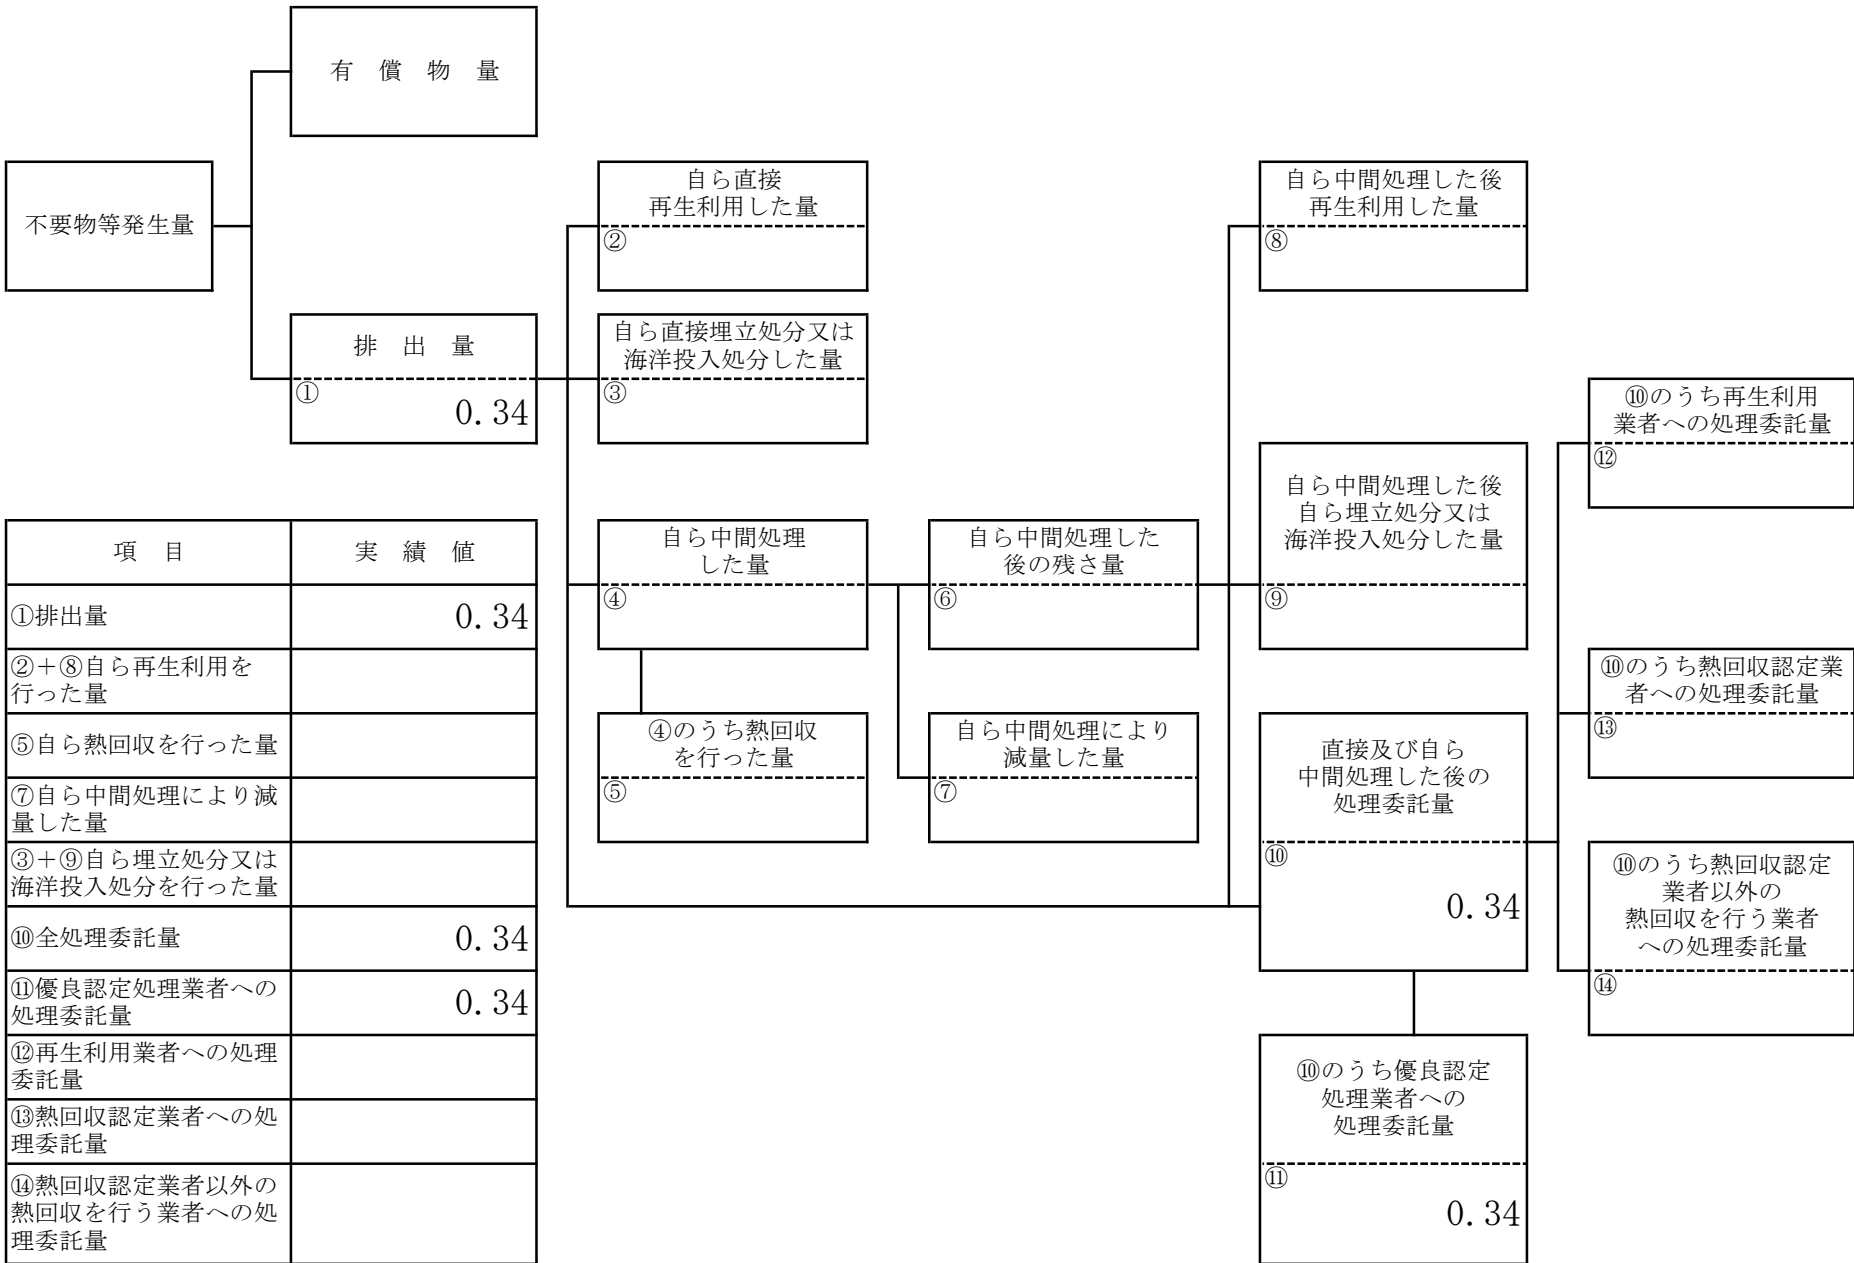 有　償　物　量
不要物等発生量
排　出　量
①
0.34
自ら直接
再生利用した量
②
自ら直接埋立処分又は
海洋投入処分した量
③
自ら中間処理
した量
④
④のうち熱回収
を行った量
⑤
自ら中間処理した
後の残さ量
⑥
自ら中間処理により
減量した量
⑦
自ら中間処理した後
再生利用した量
⑧
自ら中間処理した後
自ら埋立処分又は
海洋投入処分した量
⑨
直接及び自ら
中間処理した後の
処理委託量
⑩
0.34
⑩のうち優良認定
処理業者への
処理委託量
⑪
0.34
⑩のうち再生利用
業者への処理委託量
⑫
⑩のうち熱回収認定業
者への処理委託量
⑬
⑩のうち熱回収認定
業者以外の
熱回収を行う業者
への処理委託量
⑭
項　目　実　績　値
①排出量　0.34
②＋⑧自ら再生利用を
行った量
⑤自ら熱回収を行った量
⑦自ら中間処理により減
量した量
③＋⑨自ら埋立処分又は
海洋投入処分を行った量
⑩全処理委託量　0.34
⑪優良認定処理業者への
処理委託量　0.34
⑫再生利用業者への処理
委託量
⑬熱回収認定業者への処
理委託量
⑭熱回収認定業者以外の
熱回収を行う業者への処
理委託量